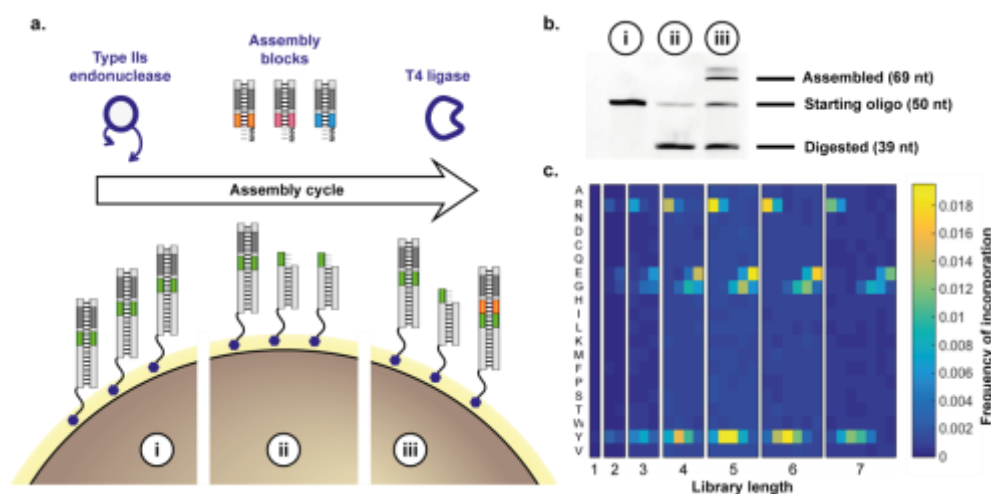 a.
Type IIs
endonuclease
Assembly
blocks
T4 ligase
Assembly cycle
i
ii
iii
b.
i
ii
iii
Assembled (69 nt)
Starting oligo (50 nt)
Digested (39 nt)
c.
A
R
N
D
C
Q
E
G
H
I
L
K
M
F
P
S
T
W
Y
V
1 2 3 4 5 6 7
Library length
0.018
0.016
0.014
0.012
0.010
0.008
0.006
0.004
0.002
0
Frequency of incorporation